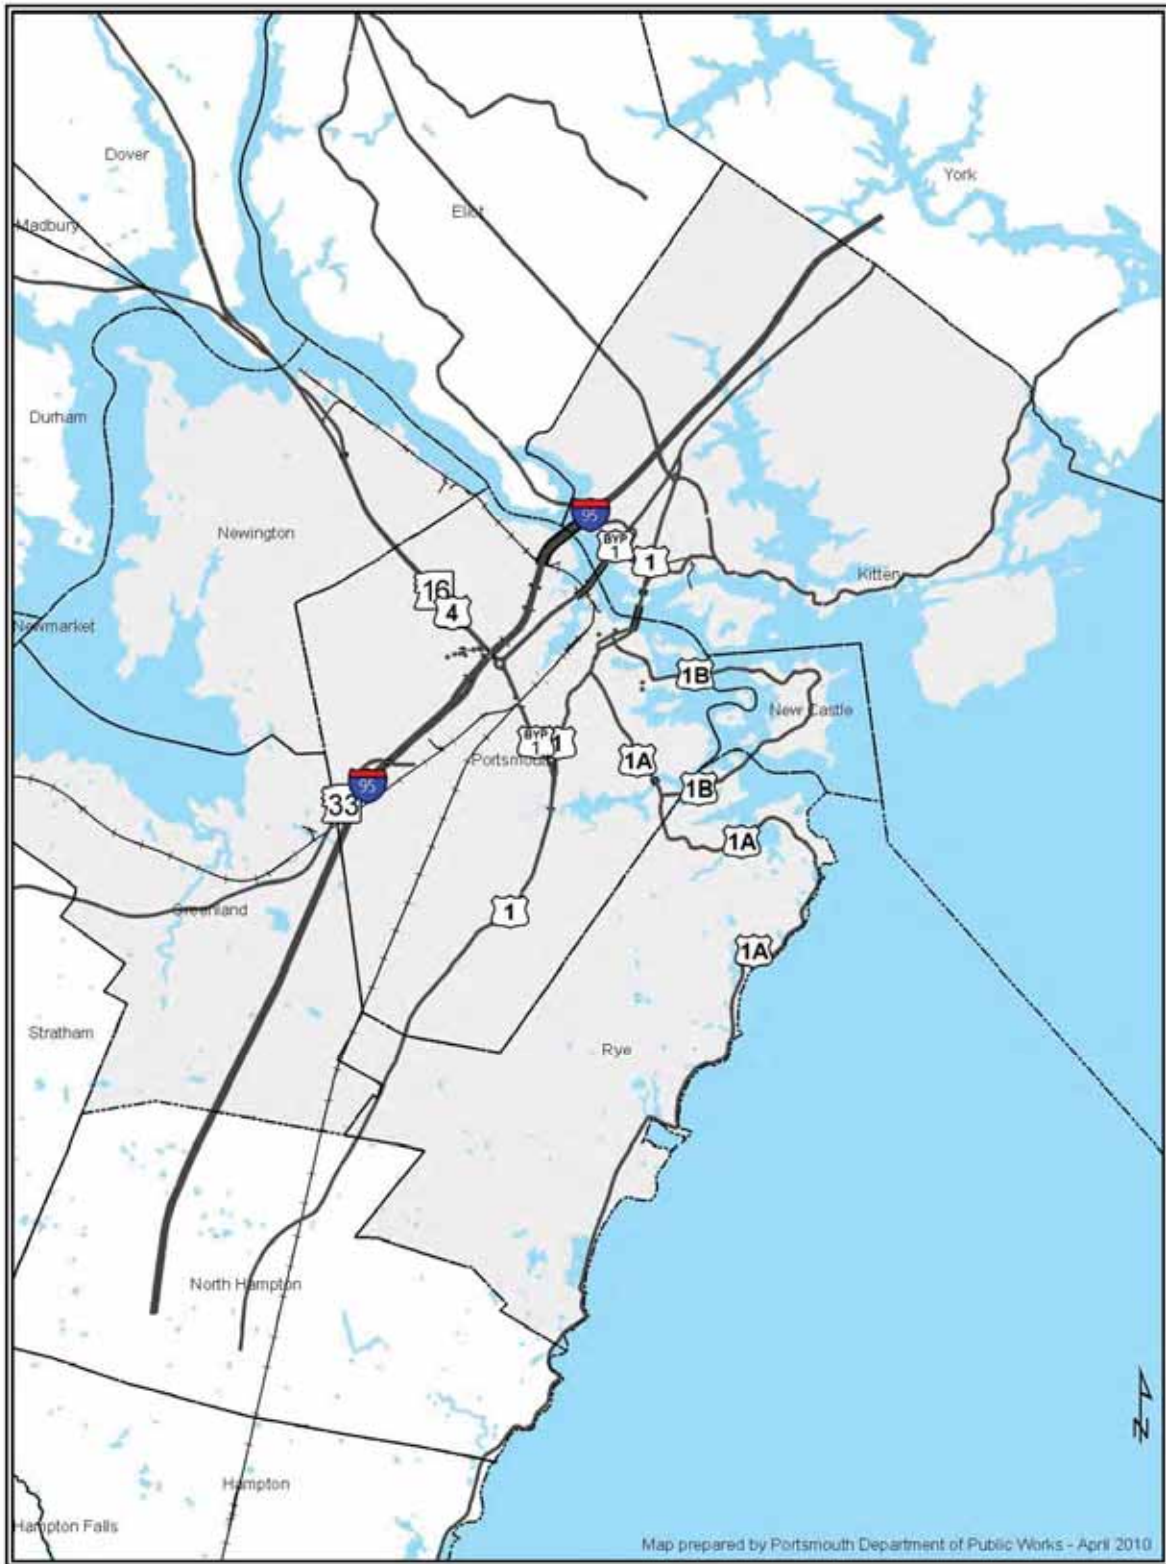 Dover
York
Madbury
Eliot
Durham
95
Newington
BYP
1
1
16
4
Kittery
Newmarket
1B
New Castle
BYP
1
1
Portsmouth
1A
95
1B
33
1A
Greenland
1
1A
Stratham
Rye
North Hampton
N
Hampton
Hampton Falls
Map prepared by Portsmouth Department of Public Works - April 2010